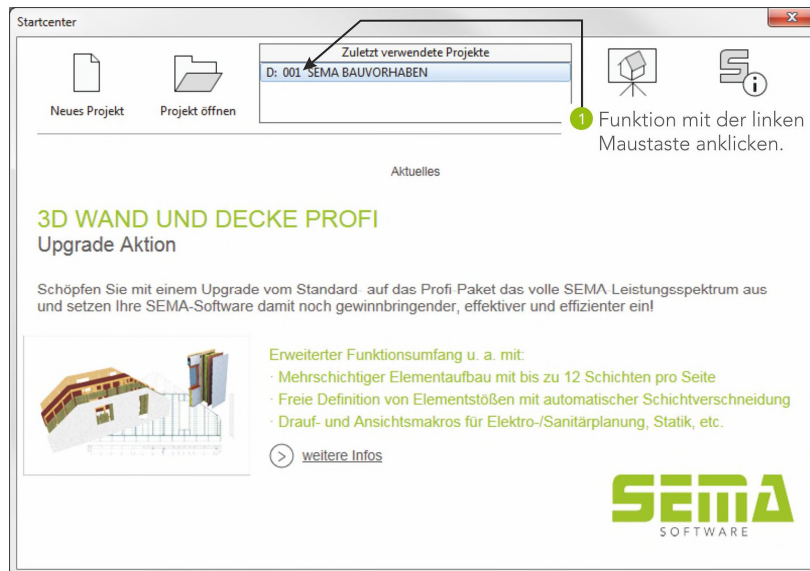 Startcenter
Zuletzt verwendete Projekte
D: 001 SEMA BAUVORHABEN
Neues Projekt
Projekt öffnen
1 Funktion mit der linken
Maustaste anklicken.
Aktuelles
3D WAND UND DECKE PROFI
Upgrade Aktion
Schöpfen Sie mit einem Upgrade vom Standard- auf das Profi-Paket das volle SEMA-Leistungsspektrum aus
und setzen Ihre SEMA-Software damit noch gewinnbringender, effektiver und effizienter ein!
Erweiterter Funktionsumfang u. a. mit:
· Mehrschichtiger Elementaufbau mit bis zu 12 Schichten pro Seite
· Freie Definition von Elementstößen mit automatischer Schichtverschneidung
· Drauf- und Ansichtsmakros für Elektro-/Sanitärplanung, Statik, etc.
weitere Infos
SEMA
SOFTWARE